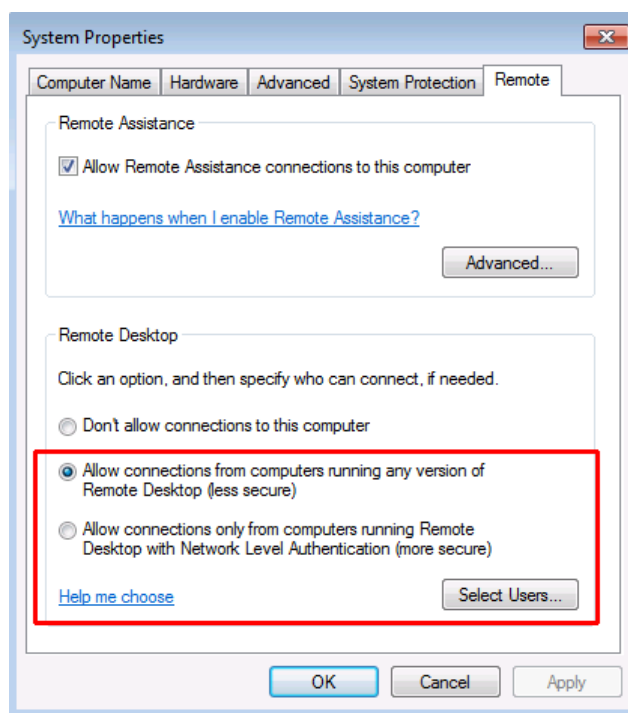 System Properties
Computer Name Hardware Advanced System Protection Remote
Remote Assistance
Allow Remote Assistance connections to this computer
What happens when I enable Remote Assistance?
Advanced...
Remote Desktop
Click an option, and then specify who can connect, if needed.
Don't allow connections to this computer
Allow connections from computers running any version of
Remote Desktop (less secure)
Allow connections only from computers running Remote
Desktop with Network Level Authentication (more secure)
Help me choose Select Users...
OK Cancel Apply